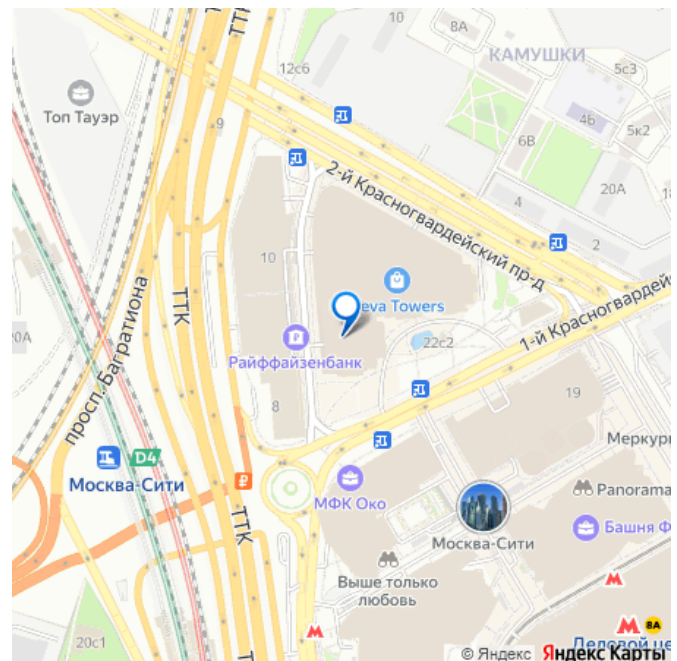 10
8А
КАМУШКИ
ТТК
5с3
12с6
Топ Тауэр
9
4Б
6В
5к2
2-й Красногвардейский пр-д
20А
4
2
10
eva Towers
просп. Багратиона
ТТК
1-й Красногвардей
22с2
20А
Райффайзенбанк
19
8
Меркури
D4
Москва-Сити
МФК Око
Panorama
ТТК
Москва-Сити
Башня Ф
Выше только
любовь
8А
20с1
Деловой це
© Яндекс Яндекс Карты